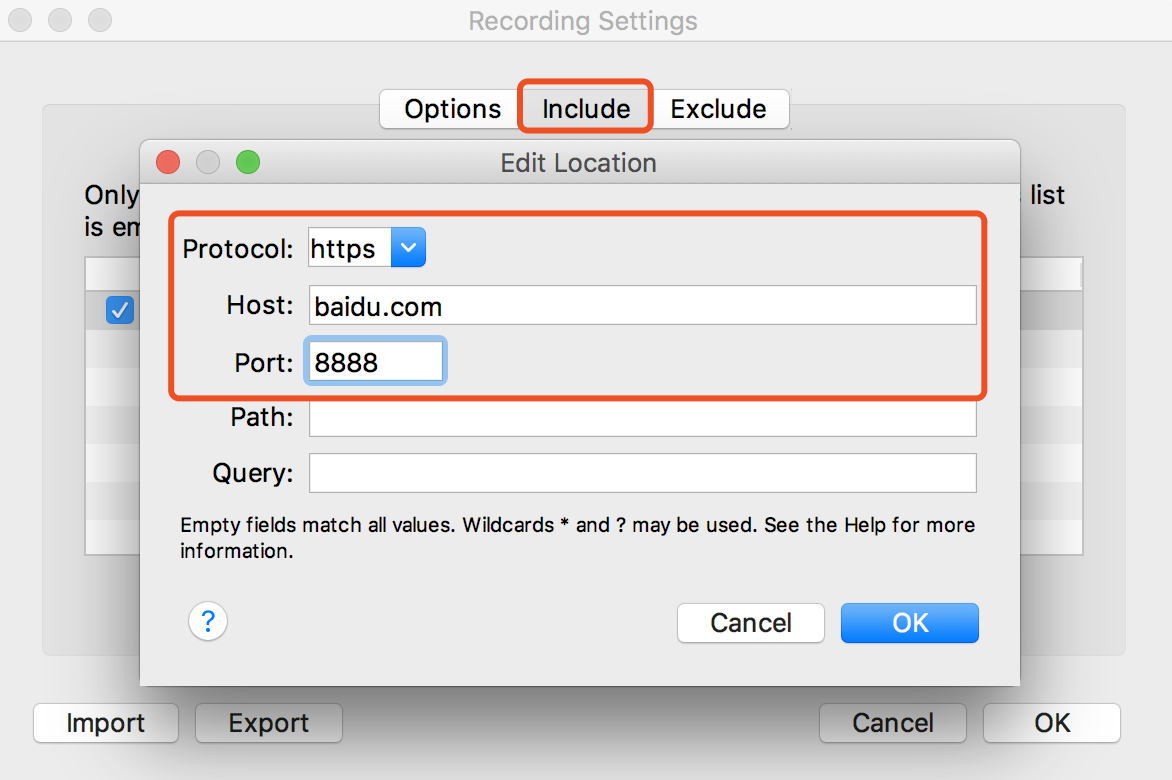 Recording Settings
Options Include Exclude
Edit Location
Only list
is em
Protocol: https
Host: baidu.com
Port: 8888
Path:
Query:
Empty fields match all values. Wildcards * and ? may be used. See the Help for more
information.
? Cancel OK
Import Export Cancel OK